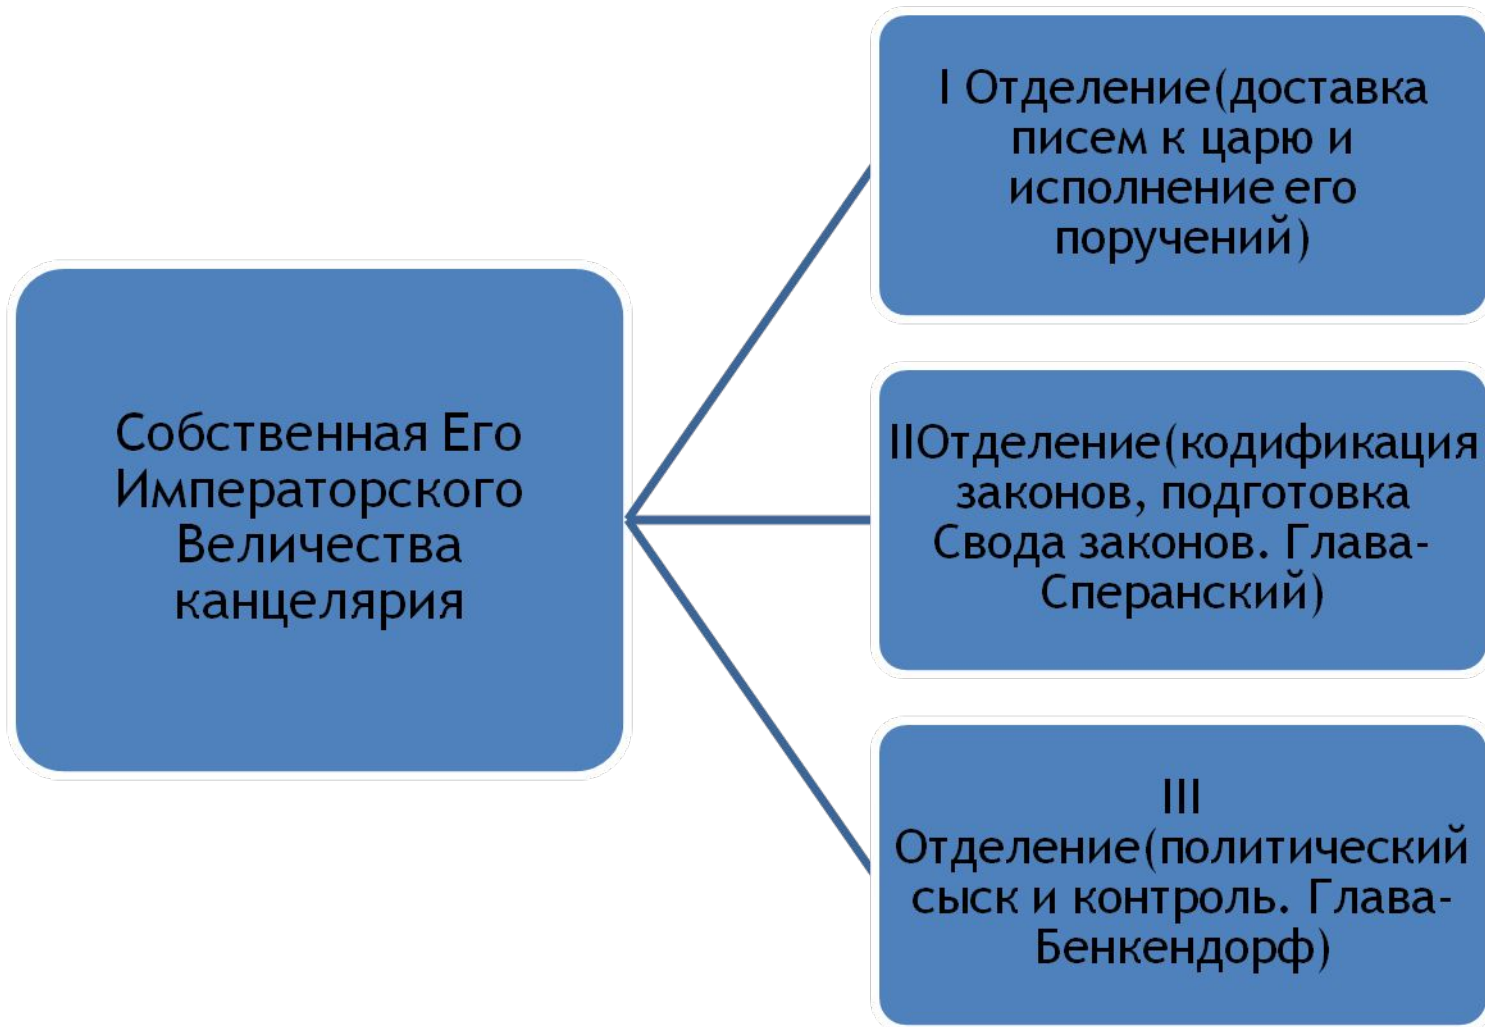 Собственная Его
Императорского
Величества
канцелярия
I Отделение(доставка
писем к царю и
исполнение его
поручений)
IIОтделение(кодификация
законов, подготовка
Свода законов. Глава-
Сперанский)
III
Отделение(политический
сыск и контроль. Глава-
Бенкендорф)